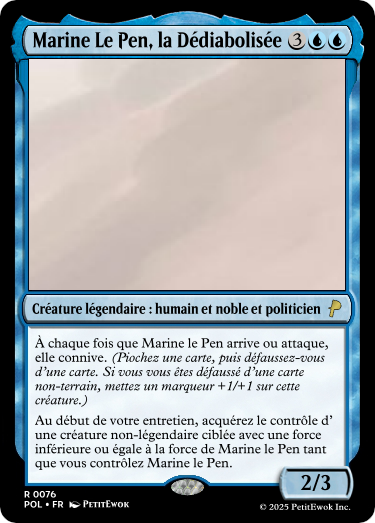 Marine Le Pen, la Dédiabolisée 3
Créature légendaire : humain et noble et politicien
À chaque fois que Marine le Pen arrive ou attaque,
elle connive. (Piochez une carte, puis défaussez-vous
d'une carte. Si vous vous êtes défaussé d'une carte
non-terrain, mettez un marqueur +1/+1 sur cette
créature.)
Au début de votre entretien, acquérez le contrôle d'
une créature non-légendaire ciblée avec une force
inférieure ou égale à la force de Marine le Pen tant
que vous contrôlez Marine le Pen.
2/3
R 0076
POL • FR PetitEwok
© 2025 PetitEwok Inc.